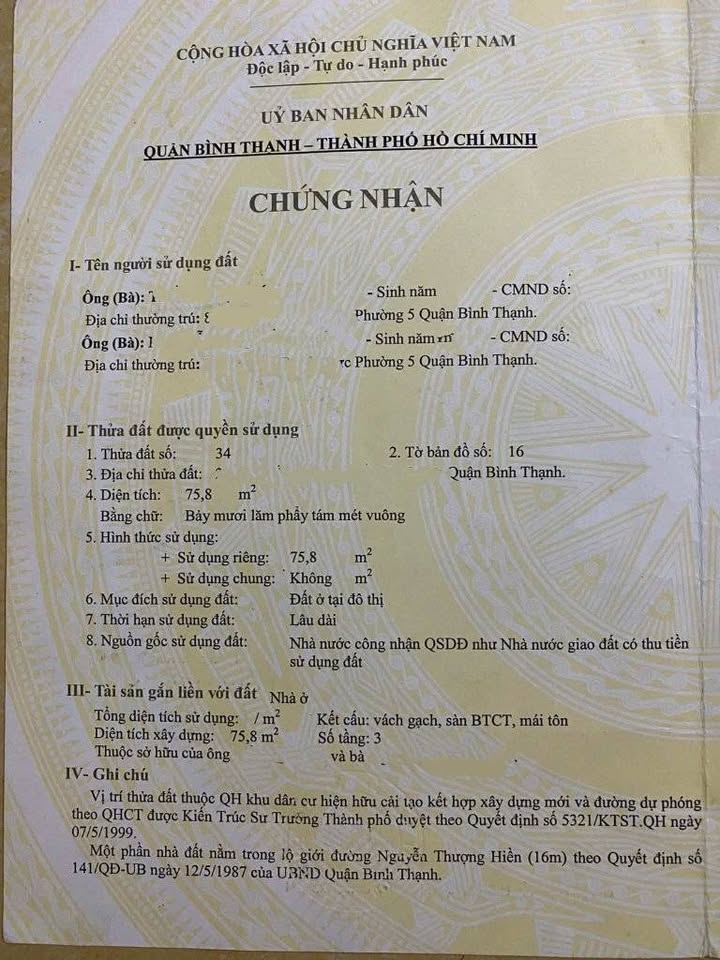 CỘNG HÒA XÃ HỘI CHỦ NGHĨA VIỆT NAM
Độc lập - Tự do - Hạnh phúc
UỶ BAN NHÂN DÂN
QUẬN BÌNH THẠNH – THÀNH PHỐ HỒ CHÍ MINH
CHỨNG NHẬN
I- Tên người sử dụng đất
Ông (Bà): - Sinh năm - CMND số:
Địa chỉ thường trú: Phường 5 Quận Bình Thạnh.
Ông (Bà): - Sinh năm - CMND số:
Địa chỉ thường trú: Phường 5 Quận Bình Thạnh.
II- Thửa đất được quyền sử dụng
1. Thửa đất số: 34 2. Tờ bản đồ số: 16
3. Địa chỉ thửa đất: Quận Bình Thạnh.
4. Diện tích: 75,8 m²
Bằng chữ: Bảy mươi lăm phẩy tám mét vuông
5. Hình thức sử dụng:
+ Sử dụng riêng: 75,8 m²
+ Sử dụng chung: Không m²
6. Mục đích sử dụng đất: Đất ở tại đô thị
7. Thời hạn sử dụng đất: Lâu dài
8. Nguồn gốc sử dụng đất: Nhà nước công nhận QSDĐ như Nhà nước giao đất có thu tiền
sử dụng đất
III- Tài sản gắn liền với đất Nhà ở
Tổng diện tích sử dụng: / m² Kết cấu: vách gạch, sàn BTCT, mái tôn
Diện tích xây dựng: 75,8 m² Số tầng: 3
Thuộc sở hữu của ông và bà
IV- Ghi chú
Vị trí thửa đất thuộc QH khu dân cư hiện hữu cải tạo kết hợp xây dựng mới và đường dự phóng
theo QHCT được Kiến Trúc Sư Trưởng Thành phố duyệt theo Quyết định số 5321/KTST.QH ngày
07/5/1999.
Một phần nhà đất nằm trong lộ giới đường Nguyễn Thượng Hiền (16m) theo Quyết định số
141/QĐ-UB ngày 12/5/1987 của UBND Quận Bình Thạnh.